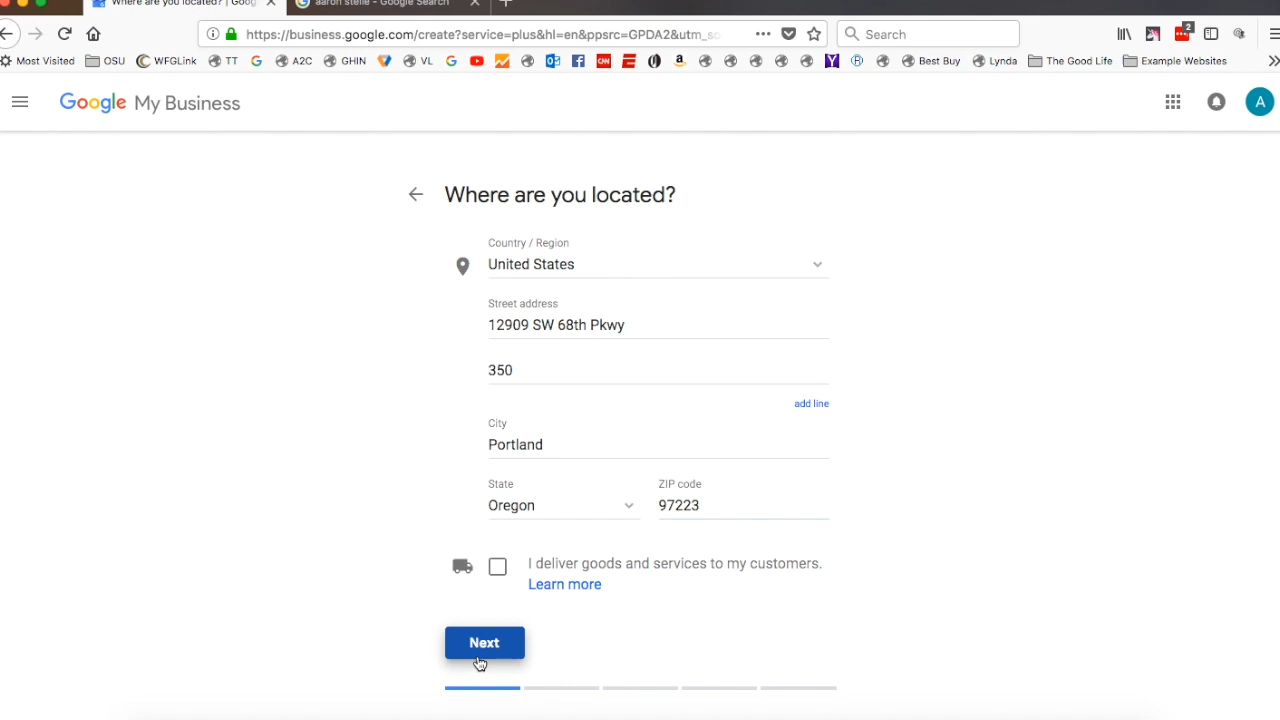 Where are you located? | Goog
aaron stelle - Google Search
https://business.google.com/create?service=plus&hl=en&ppsrc=GPDA2&utm_so
Search
2
Most Visited OSU WFGLink TT A2C GHIN VL CNN Y Best Buy Lynda The Good Life Example Websites
Google My Business
A
Where are you located?
Country / Region
United States
Street address
12909 SW 68th Pkwy
350
add line
City
Portland
State ZIP code
Oregon 97223
I deliver goods and services to my customers.
Learn more
Next